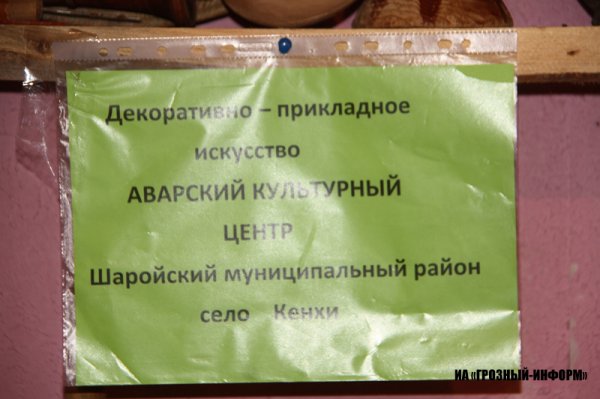 Декоративно – прикладное
искусство
АВАРСКИЙ КУЛЬТУРНЫЙ
ЦЕНТР
Шаройский муниципальный район
село Кенхи
ИА «ГРОЗНЫЙ-ИНФОРМ»